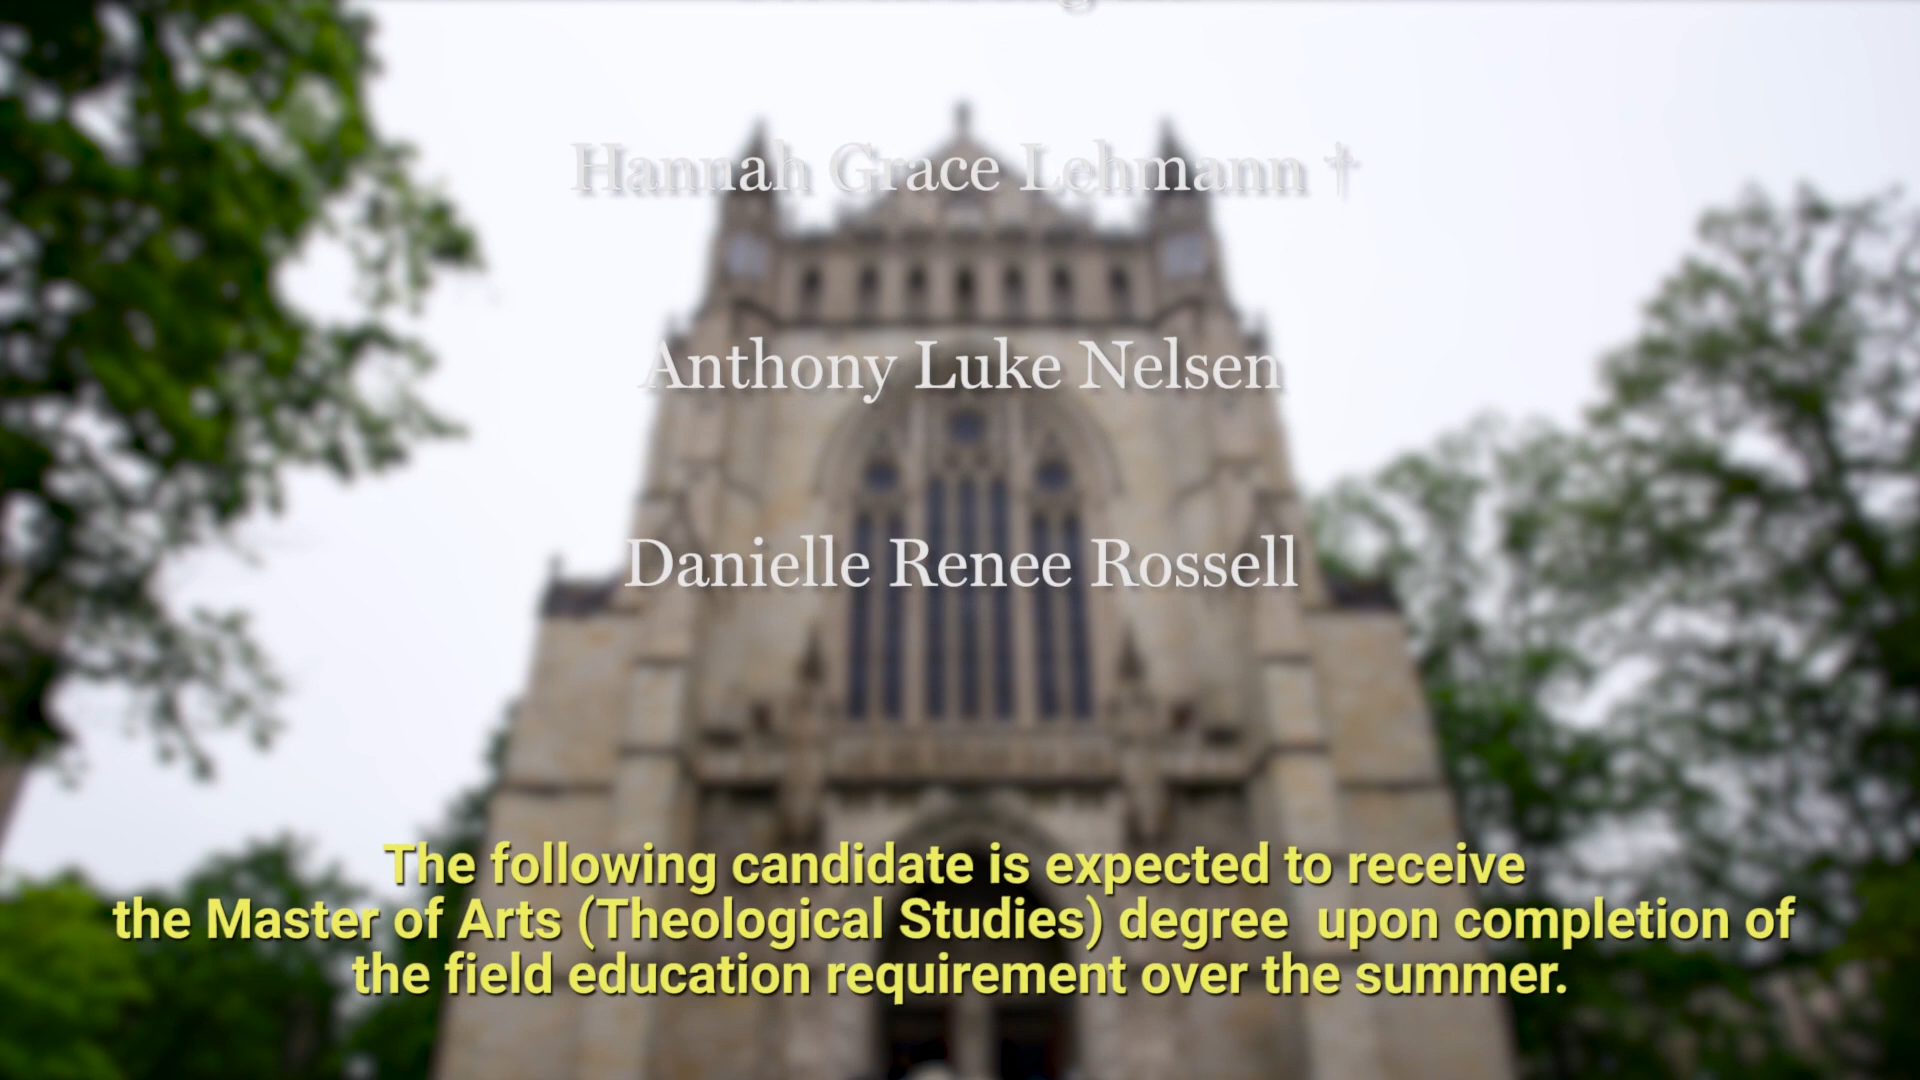 Hannah Grace Lehmann †
Anthony Luke Nelsen
Danielle Renee Rossell
The following candidate is expected to receive
the Master of Arts (Theological Studies) degree  upon completion of
the field education requirement over the summer.